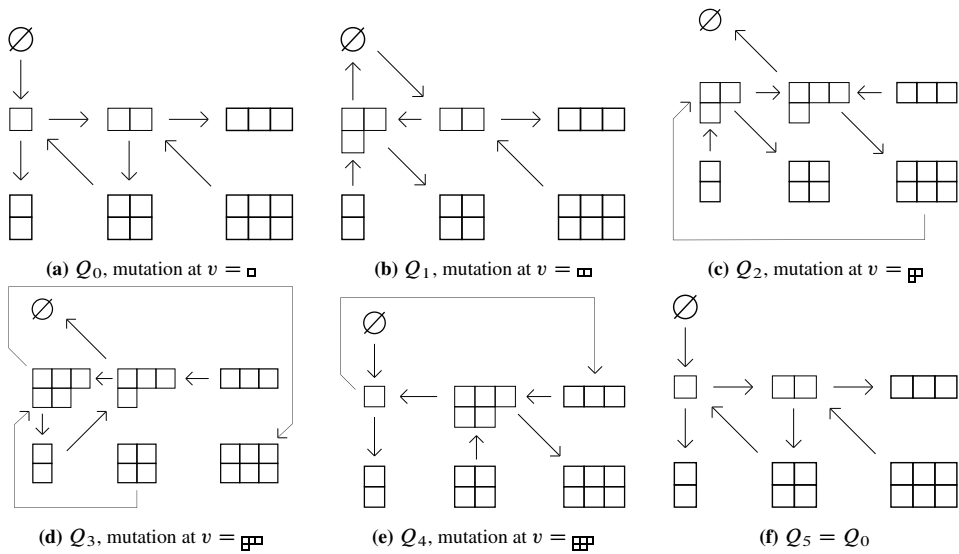 ∅ ∅ ∅
(a) Q₀, mutation at v =
(b) Q₁, mutation at v =
(c) Q₂, mutation at v =
∅ ∅ ∅
(d) Q₃, mutation at v =
(e) Q₄, mutation at v =
(f) Q₅ = Q₀